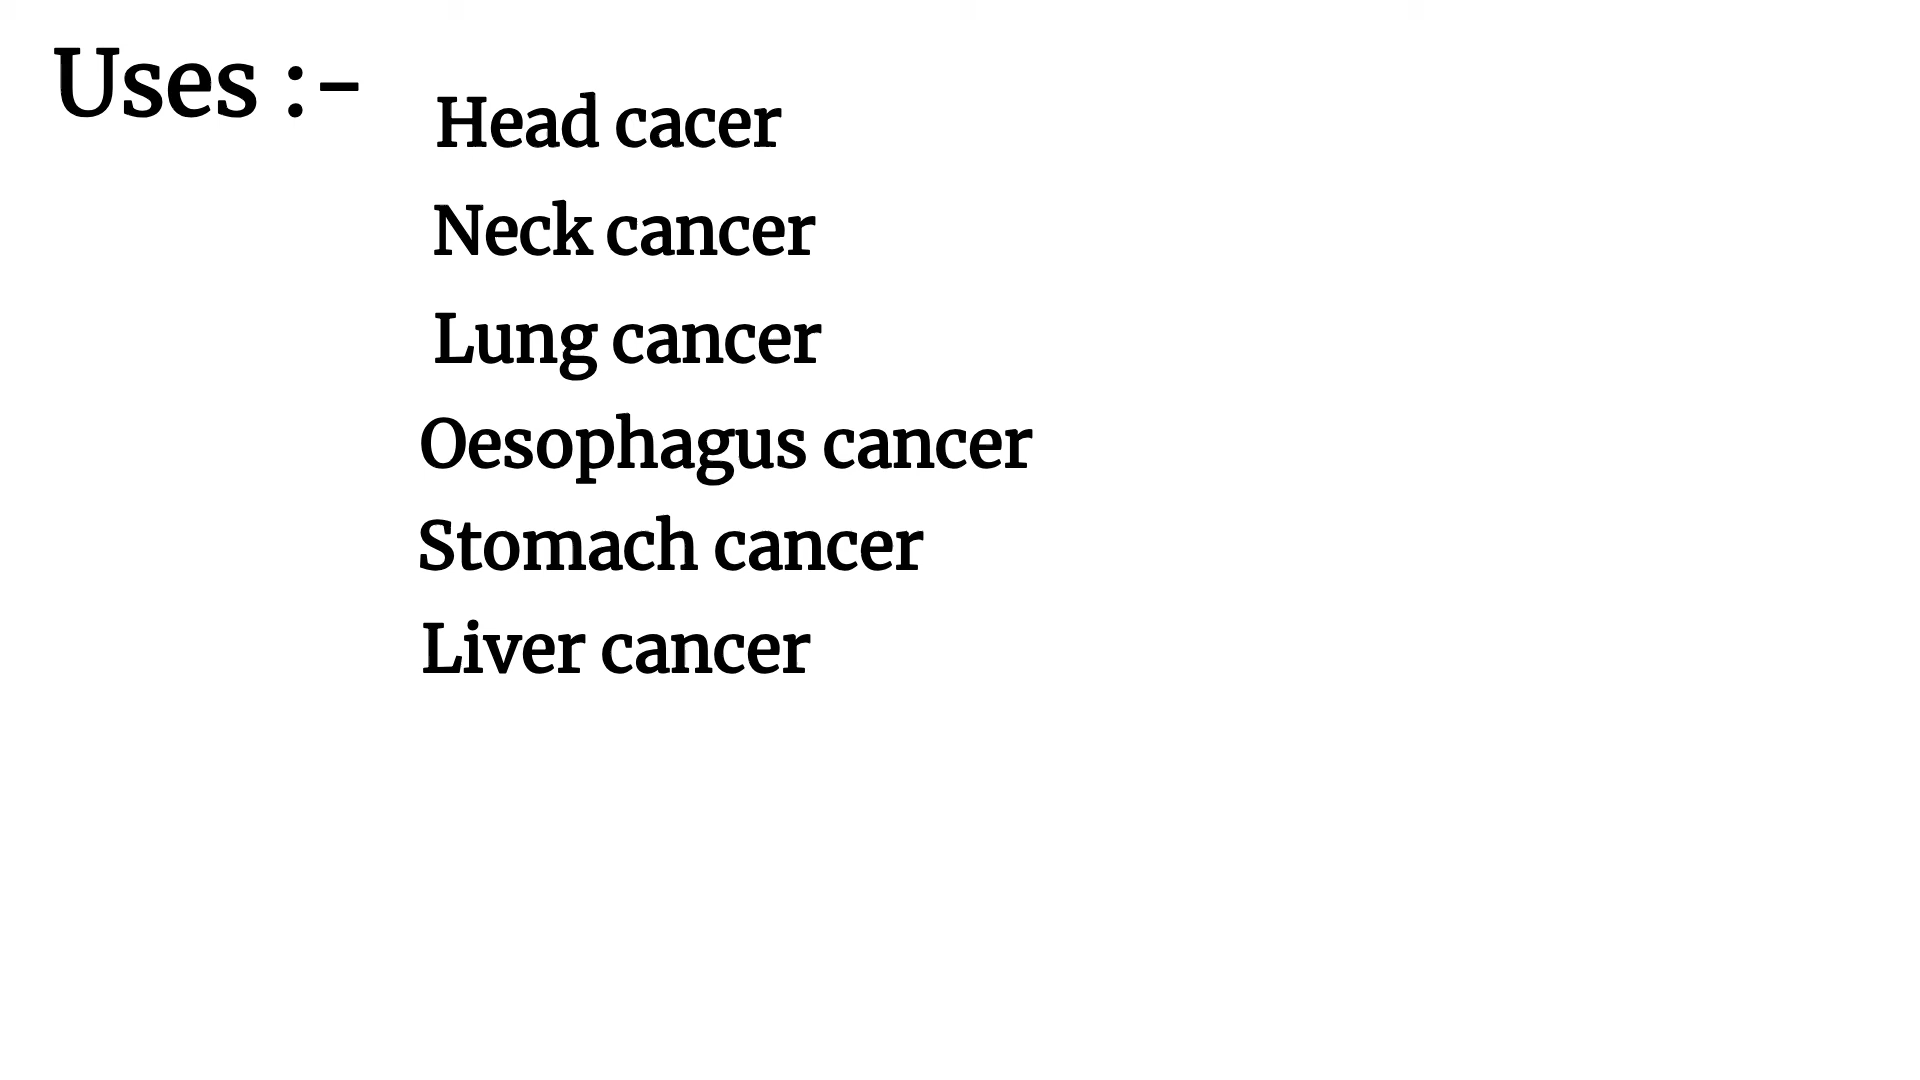 Uses :-
Head cacer
Neck cancer
Lung cancer
Oesophagus cancer
Stomach cancer
Liver cancer